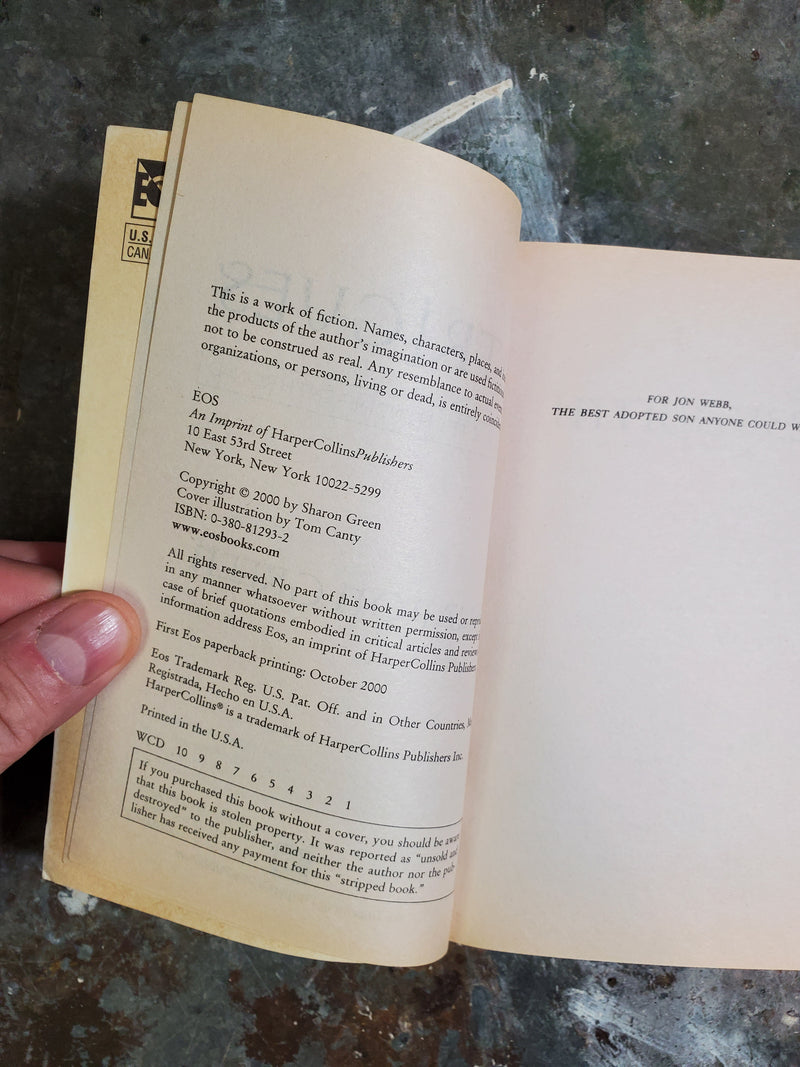 U.S.
CAN
This is a work of fiction. Names, characters, places, and
the products of the author's imagination or are used
not to be construed as real. Any resemblance to actual
organizations, or persons, living or dead, is entirely
EOS
An Imprint of HarperCollinsPublishers
10 East 53rd Street
New York, New York 10022-5299
Copyright © 2000 by Sharon Green
Cover illustration by Tom Canty
ISBN: 0-380-81293-2
www.eosbooks.com
All rights reserved. No part of this book may be used or
in any manner whatsoever without written permission, except
case of brief quotations embodied in critical articles and
information address Eos, an imprint of HarperCollins
First Eos paperback printing: October 2000
Eos Trademark Reg. U.S. Pat. Off. and in Other Countries,
Registrada, Hecho en U.S.A.
HarperCollins® is a trademark of HarperCollins Publishers Inc.
Printed in the U.S.A.
WCD 10 9 8 7 6 5 4 3 2 1
If you purchased this book without a cover, you should be
that this book is stolen property. It was reported as "unsold and
destroyed" to the publisher, and neither the author nor the pub-
lisher has received any payment for this "stripped book."
FOR JON WEBB,
THE BEST ADOPTED SON ANYONE COULD